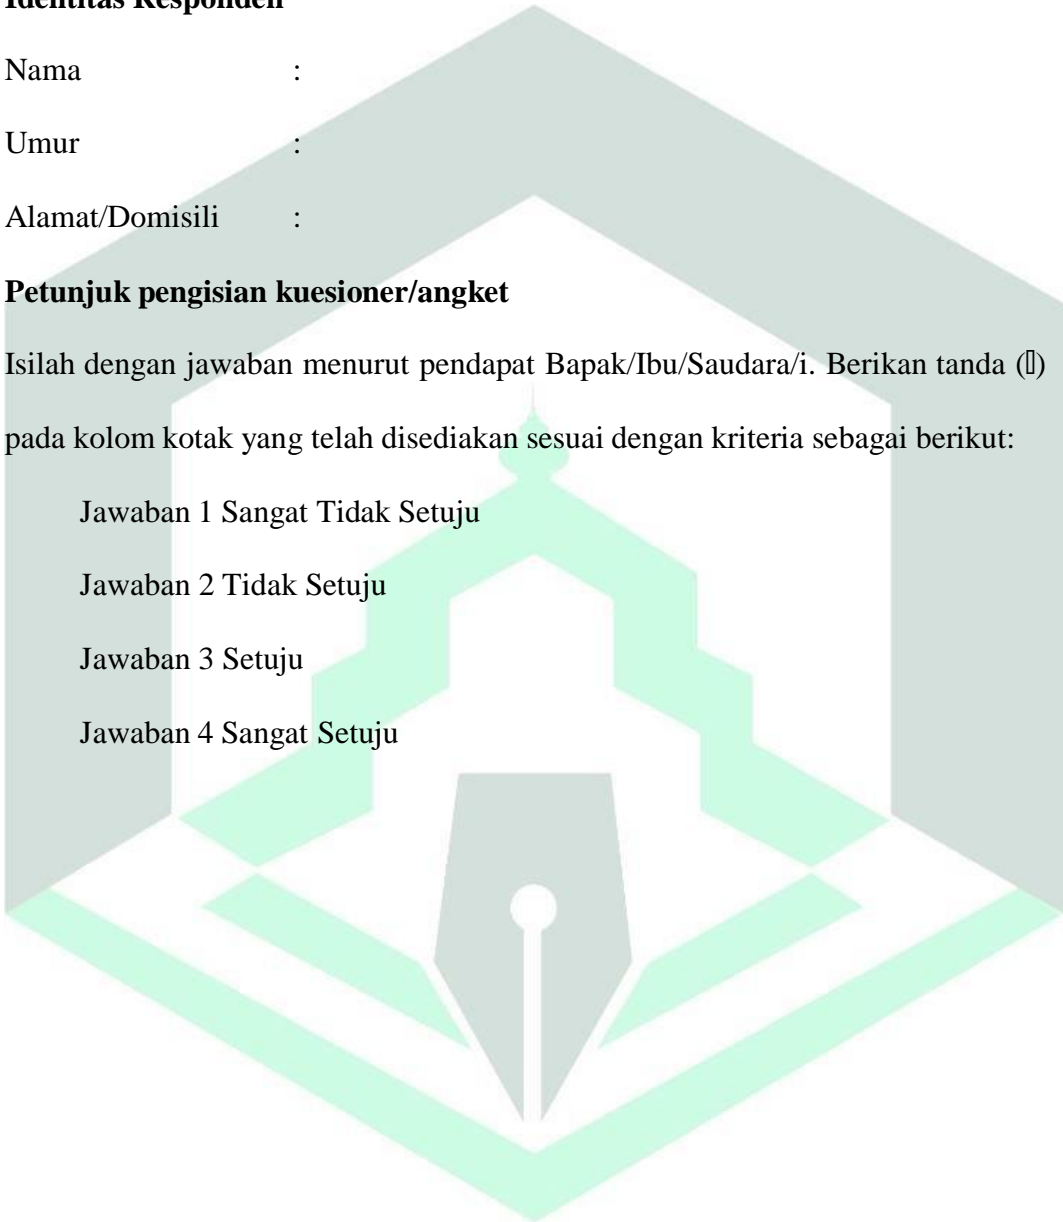 Identitas Responden
Nama :
Umur :
Alamat/Domisili :
Petunjuk pengisian kuesioner/angket
Isilah dengan jawaban menurut pendapat Bapak/Ibu/Saudara/i. Berikan tanda (▯)
pada kolom kotak yang telah disediakan sesuai dengan kriteria sebagai berikut:
Jawaban 1 Sangat Tidak Setuju
Jawaban 2 Tidak Setuju
Jawaban 3 Setuju
Jawaban 4 Sangat Setuju